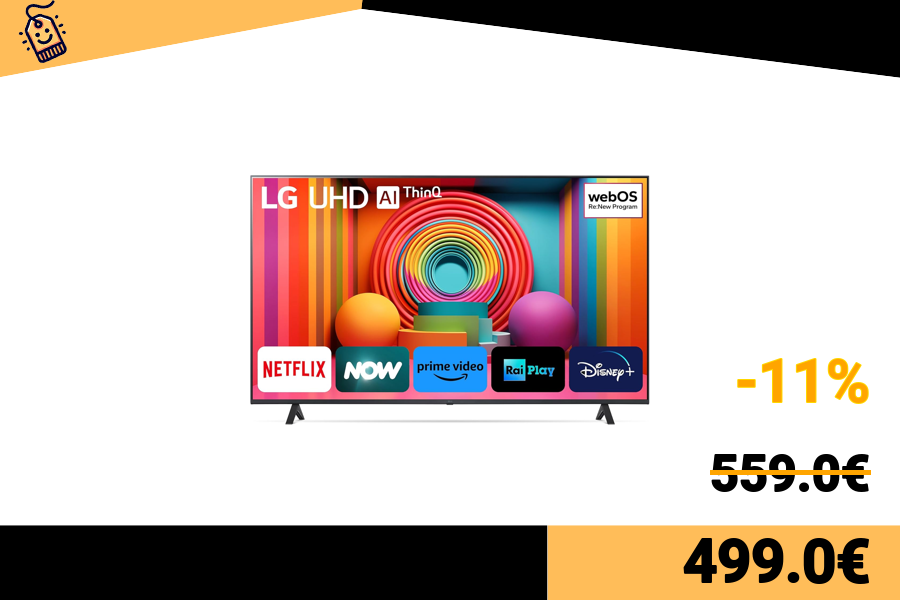 LG UHD AI ThinQ
webOS
Re:New Program
NETFLIX
NOW
prime video
Rai Play
Disney+
-11%
559.0€
499.0€